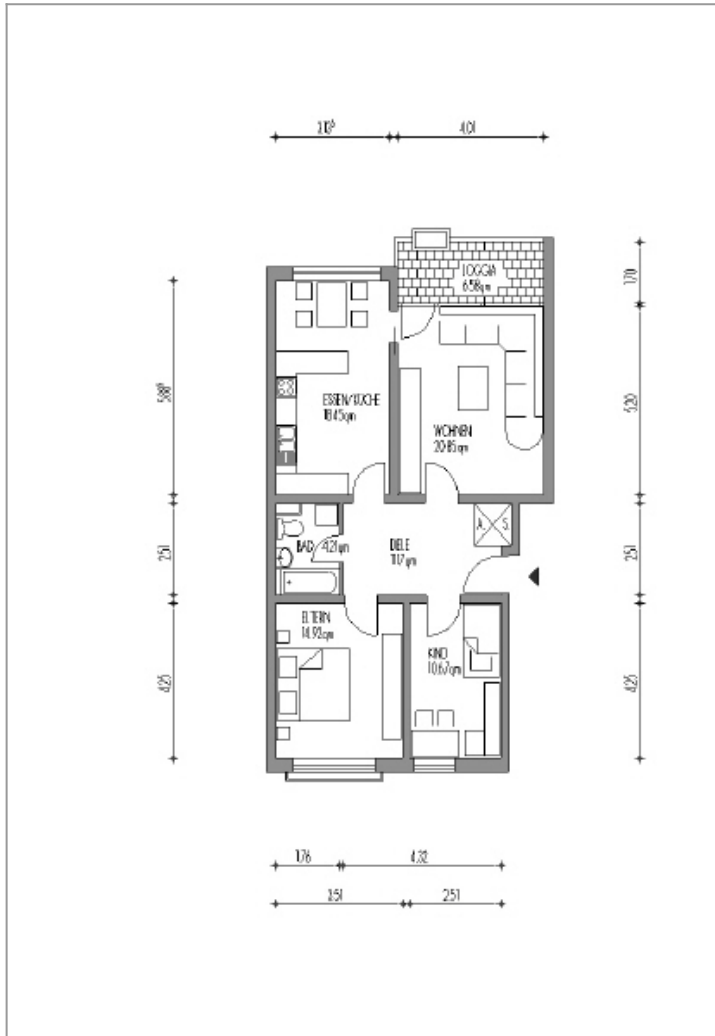 3.13⁵ 4.01
LOGGIA
6.58qm
1.70
5.88⁵
ESSEN/KÜCHE
18.45qm
WOHNEN
20.85qm
5.20
A. S.
2.51
BAD 4.21qm
DIELE
11.17qm
2.51
ELTERN
14.92qm
KIND
10.67qm
4.25
4.25
1.76 4.32
3.51 2.51